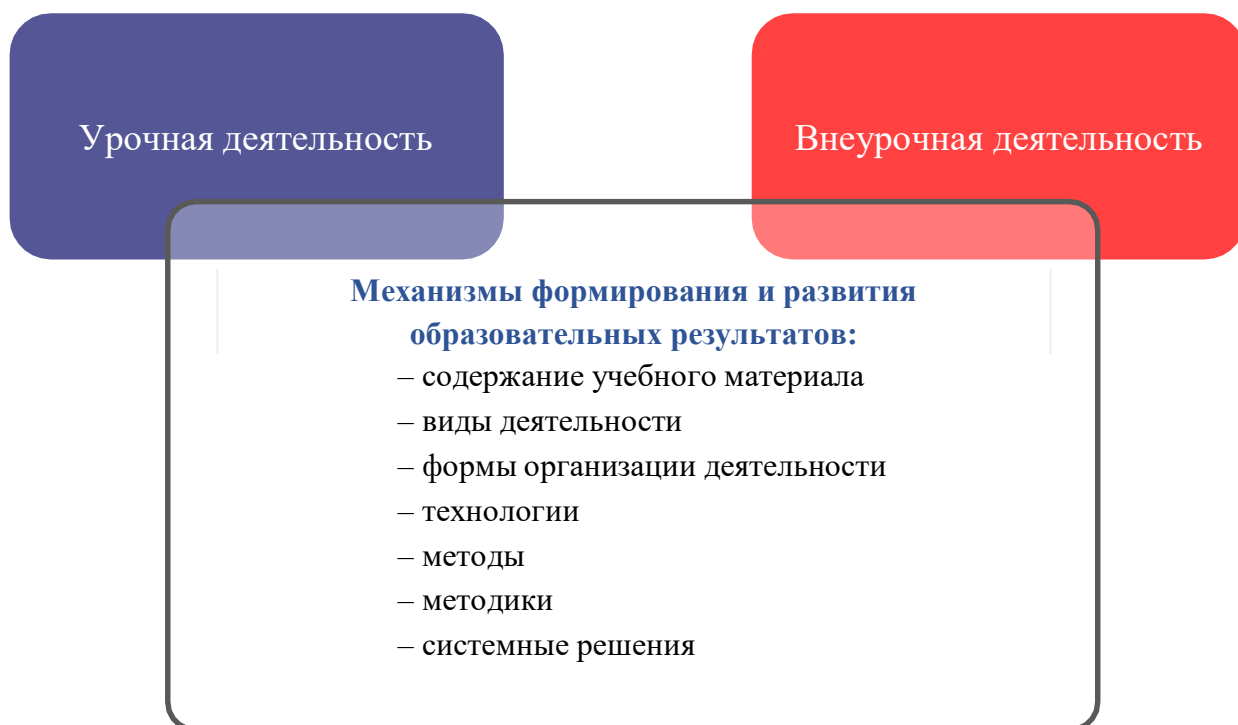 Урочная деятельность
Внеурочная деятельность
Механизмы формирования и развития
образовательных результатов:
– содержание учебного материала
– виды деятельности
– формы организации деятельности
– технологии
– методы
– методики
– системные решения